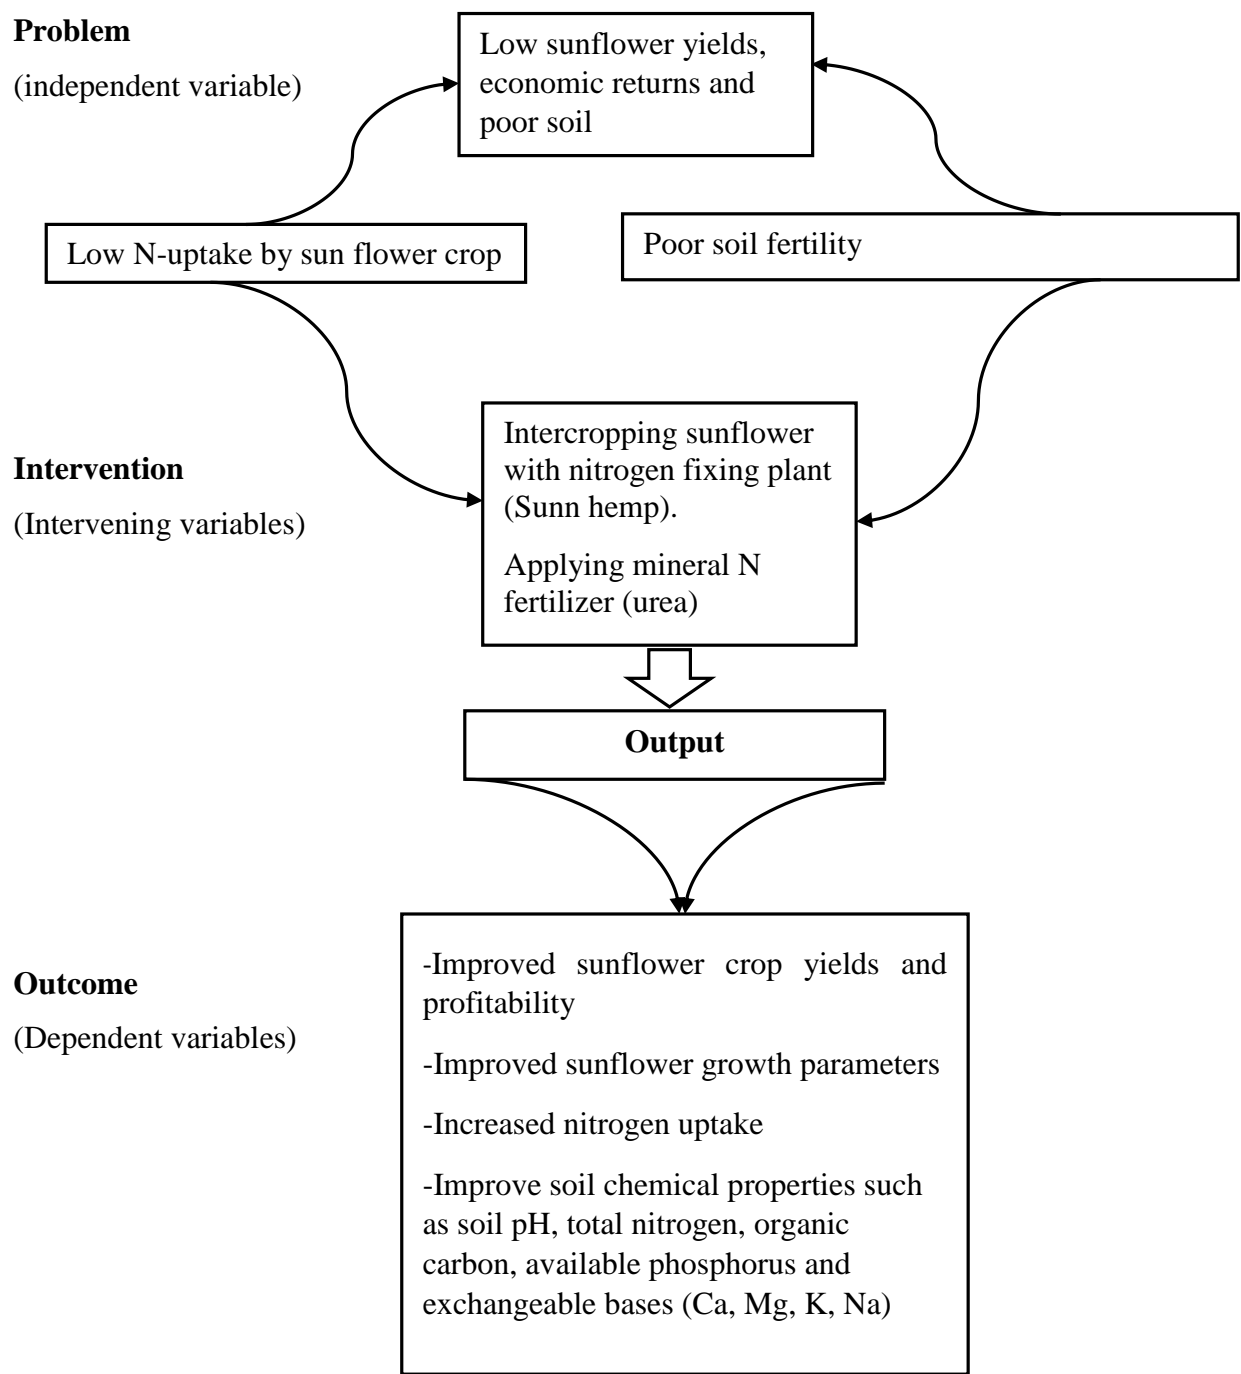 Problem
(independent variable)
Low sunflower yields,
economic returns and
poor soil
Low N-uptake by sun flower crop
Poor soil fertility
Intervention
(Intervening variables)
Intercropping sunflower
with nitrogen fixing plant
(Sunn hemp).
Applying mineral N
fertilizer (urea)
Output
Outcome
(Dependent variables)
-Improved sunflower crop yields and
profitability
-Improved sunflower growth parameters
-Increased nitrogen uptake
-Improve soil chemical properties such
as soil pH, total nitrogen, organic
carbon, available phosphorus and
exchangeable bases (Ca, Mg, K, Na)